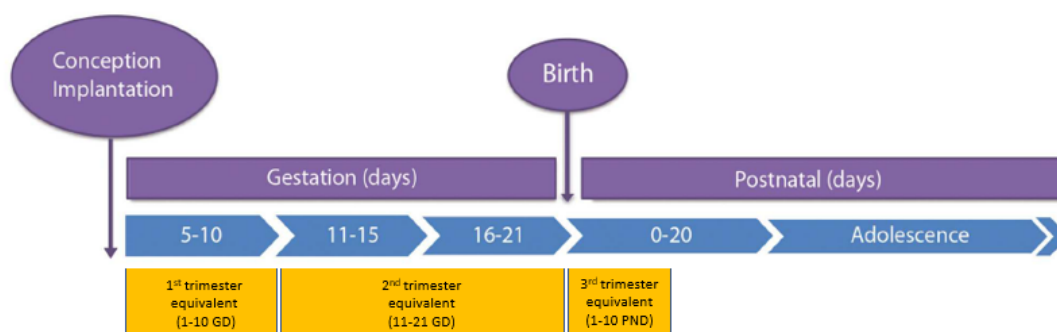 Conception
Implantation
Birth
Gestation (days)
Postnatal (days)
5-10
11-15
16-21
0-20
Adolescence
1st trimester
equivalent
(1-10 GD)
2nd trimester
equivalent
(11-21 GD)
3rd trimester
equivalent
(1-10 PND)